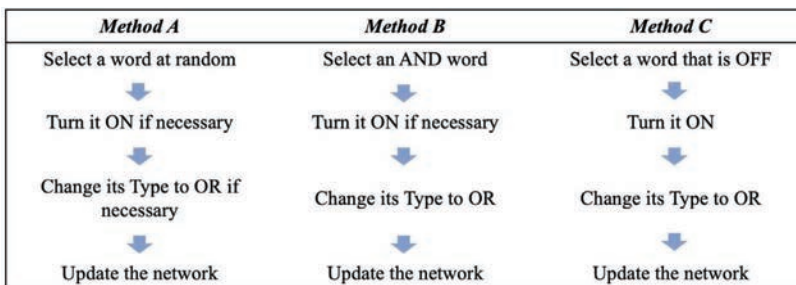 Method A Method B Method C
Select a word at random Select an AND word Select a word that is OFF
Turn it ON if necessary Turn it ON if necessary Turn it ON
Change its Type to OR if
necessary Change its Type to OR Change its Type to OR
Update the network Update the network Update the network